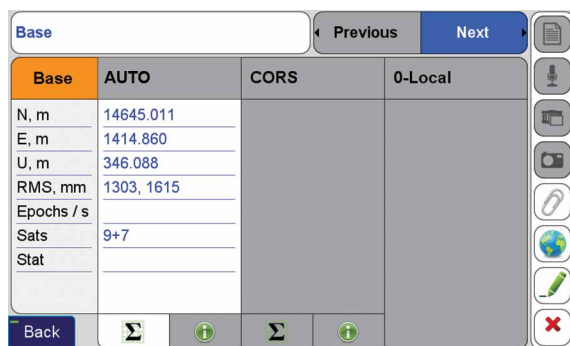 Base
Previous Next
Base AUTO CORS 0-Local
N, m 14645.011
E, m 1414.860
U, m 346.088
RMS, mm 1303, 1615
Epochs / s
Sats 9+7
Stat
Back Σ i Σ i